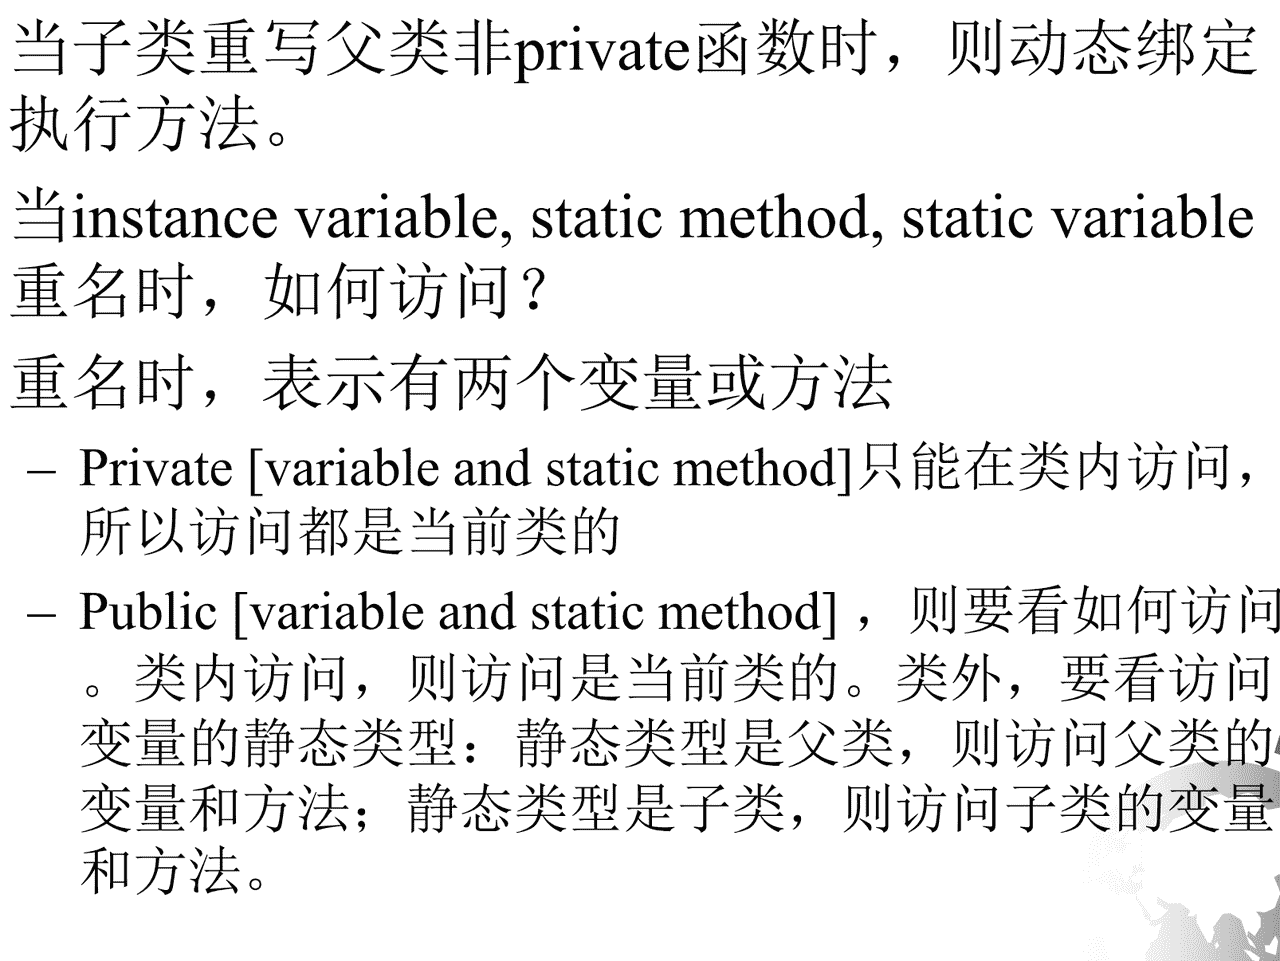 当子类重写父类非private函数时，则动态绑定
执行方法。
当instance variable, static method, static variable
重名时，如何访问？
重名时，表示有两个变量或方法
– Private [variable and static method]只能在类内访问，
所以访问都是当前类的
– Public [variable and static method] ，则要看如何访问
。类内访问，则访问是当前类的。类外，要看访问
变量的静态类型：静态类型是父类，则访问父类的
变量和方法；静态类型是子类，则访问子类的变量
和方法。